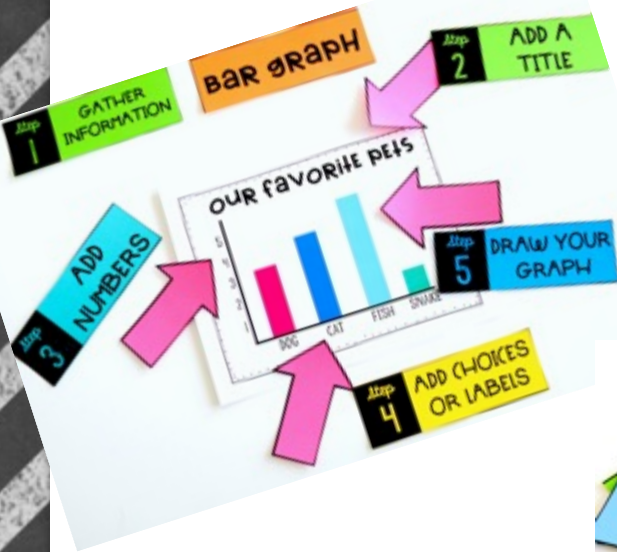 BAR GRAPH
Step 1
GATHER
INFORMATION
Step 2
ADD A
TITLE
Step 3
ADD
NUMBERS
Step 4
ADD CHOICES
OR LABELS
Step 5
DRAW YOUR
GRAPH
OUR FAVORITE PETS
5
4
3
2
1
DOG CAT FISH SNAKE